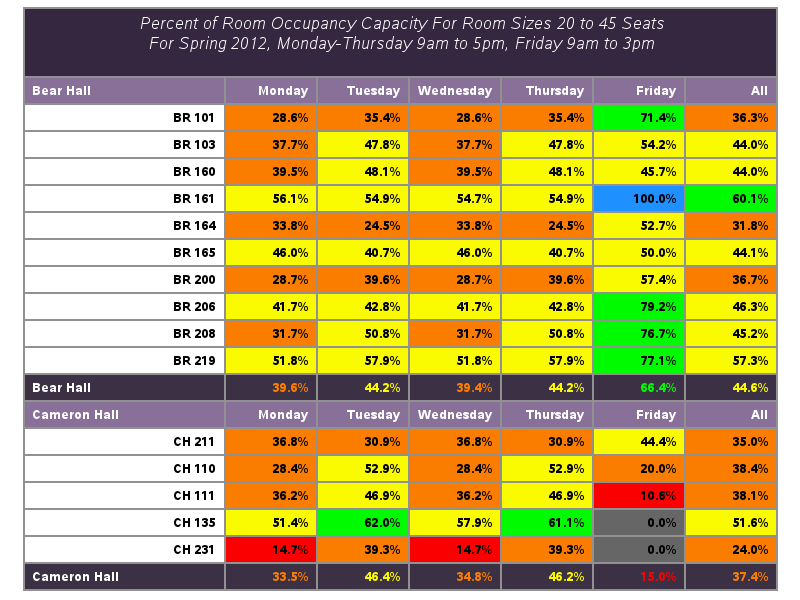 Percent of Room Occupancy Capacity For Room Sizes 20 to 45 Seats
For Spring 2012, Monday-Thursday 9am to 5pm, Friday 9am to 3pm
Bear Hall Monday Tuesday Wednesday Thursday Friday All
BR 101 28.6% 35.4% 28.6% 35.4% 71.4% 36.3%
BR 103 37.7% 47.8% 37.7% 47.8% 54.2% 44.0%
BR 160 39.5% 48.1% 39.5% 48.1% 45.7% 44.0%
BR 161 56.1% 54.9% 54.7% 54.9% 100.0% 60.1%
BR 164 33.8% 24.5% 33.8% 24.5% 52.7% 31.8%
BR 165 46.0% 40.7% 46.0% 40.7% 50.0% 44.1%
BR 200 28.7% 39.6% 28.7% 39.6% 57.4% 36.7%
BR 206 41.7% 42.8% 41.7% 42.8% 79.2% 46.3%
BR 208 31.7% 50.8% 31.7% 50.8% 76.7% 45.2%
BR 219 51.8% 57.9% 51.8% 57.9% 77.1% 57.3%
Bear Hall 39.6% 44.2% 39.4% 44.2% 66.4% 44.6%
Cameron Hall Monday Tuesday Wednesday Thursday Friday All
CH 211 36.8% 30.9% 36.8% 30.9% 44.4% 35.0%
CH 110 28.4% 52.9% 28.4% 52.9% 20.0% 38.4%
CH 111 36.2% 46.9% 36.2% 46.9% 10.6% 38.1%
CH 135 51.4% 62.0% 57.9% 61.1% 0.0% 51.6%
CH 231 14.7% 39.3% 14.7% 39.3% 0.0% 24.0%
Cameron Hall 33.5% 46.4% 34.8% 46.2% 15.0% 37.4%